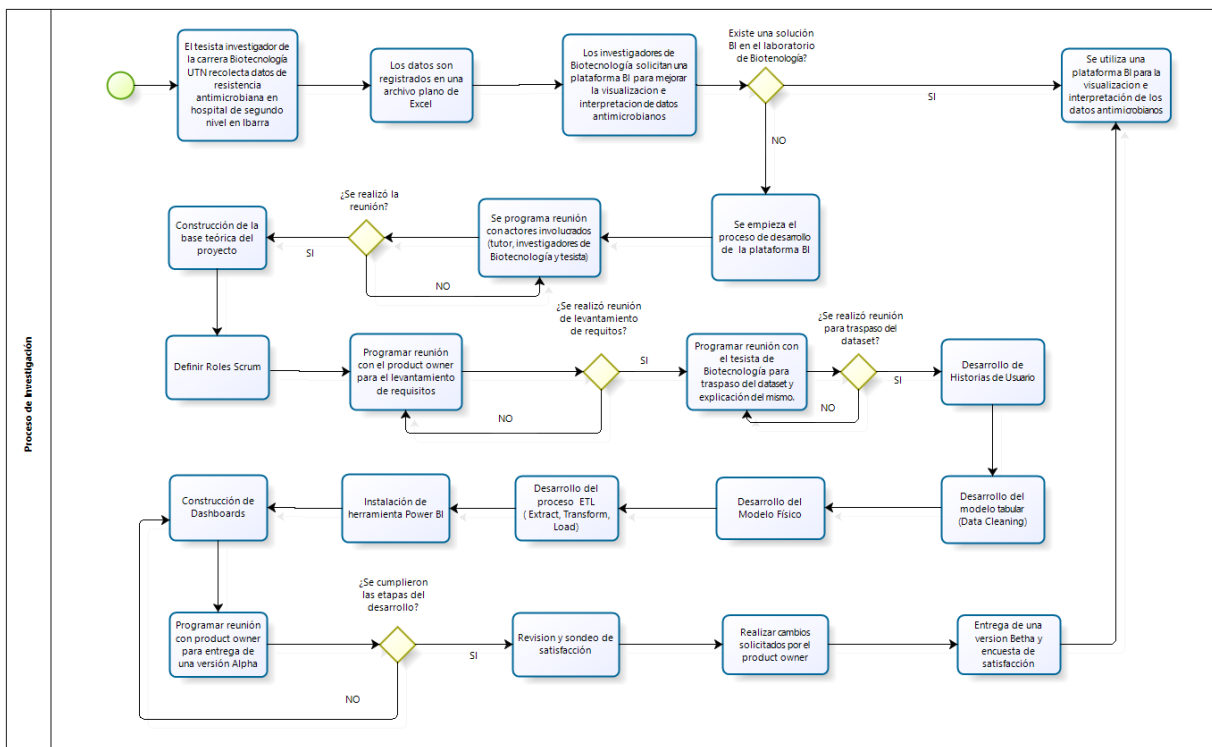 Proceso de Investigación
El tesista investigador de
la carrera Biotecnología
UTN recolecta datos de
resistencia
antimicrobiana en
hospital de segundo
nivel en Ibarra
Los datos son
registrados en una
archivo plano de
Excel
Los investigadores de
Biotecnología solicitan una
plataforma BI para mejorar
la visualizacion e
interpretacion de datos
antimicrobianos
Existe una solución
BI en el laboratorio
de Biotenología?
SI
NO
Se utiliza una
plataforma BI para la
visualizacion e
interpretación de los
datos antimicrobianos
Se empieza el
proceso de desarrollo
de la plataforma BI
Se programa reunión
con actores involucrados
(tutor, investigadores de
Biotecnología y tesista)
¿Se realizó la
reunión?
SI
NO
Construcción de la
base teórica del
proyecto
Definir Roles Scrum
Programar reunión
con el product owner
para el levantamiento
de requisitos
¿Se realizó reunión
de levantamiento
de requitos?
SI
NO
Programar reunión con
el tesista de
Biotecnología para
traspaso del dataset y
explicación del mismo.
¿Se realizó reunión
para traspaso del
dataset?
SI
NO
Desarrollo de
Historias de Usuario
Desarrollo del
modelo tabular
(Data Cleaning)
Desarrollo del
Modelo Físico
Desarrollo del
proceso ETL
( Extract, Transform,
Load)
Instalación de
herramienta Power BI
Construcción de
Dashboards
Programar reunión
con product owner
para entrega de
una versión Alpha
¿Se cumplieron
las etapas del
desarrollo?
SI
NO
Revision y sondeo de
satisfacción
Realizar cambios
solicitados por el
product owner
Entrega de una
version Betha y
encuesta de
satisfacción